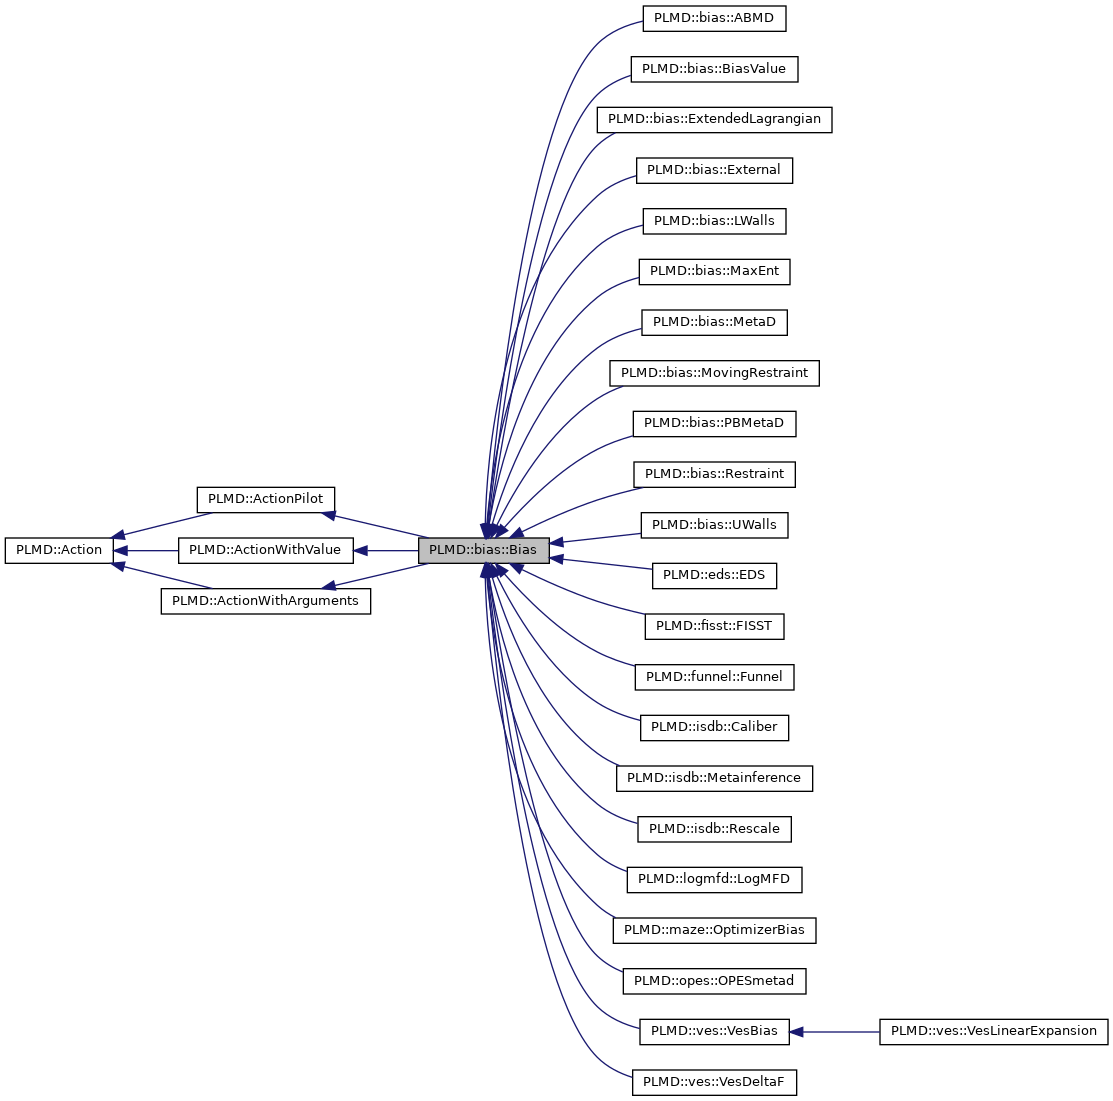 PLMD::bias::ABMD
PLMD::bias::BiasValue
PLMD::bias::ExtendedLagrangian
PLMD::bias::External
PLMD::bias::LWalls
PLMD::bias::MaxEnt
PLMD::bias::MetaD
PLMD::bias::MovingRestraint
PLMD::bias::PBMetaD
PLMD::bias::Restraint
PLMD::ActionPilot
PLMD::bias::UWalls
PLMD::Action
PLMD::ActionWithValue
PLMD::bias::Bias
PLMD::eds::EDS
PLMD::ActionWithArguments
PLMD::fisst::FISST
PLMD::funnel::Funnel
PLMD::isdb::Caliber
PLMD::isdb::Metainference
PLMD::isdb::Rescale
PLMD::logmfd::LogMFD
PLMD::maze::OptimizerBias
PLMD::opes::OPESmetad
PLMD::ves::VesBias
PLMD::ves::VesLinearExpansion
PLMD::ves::VesDeltaF